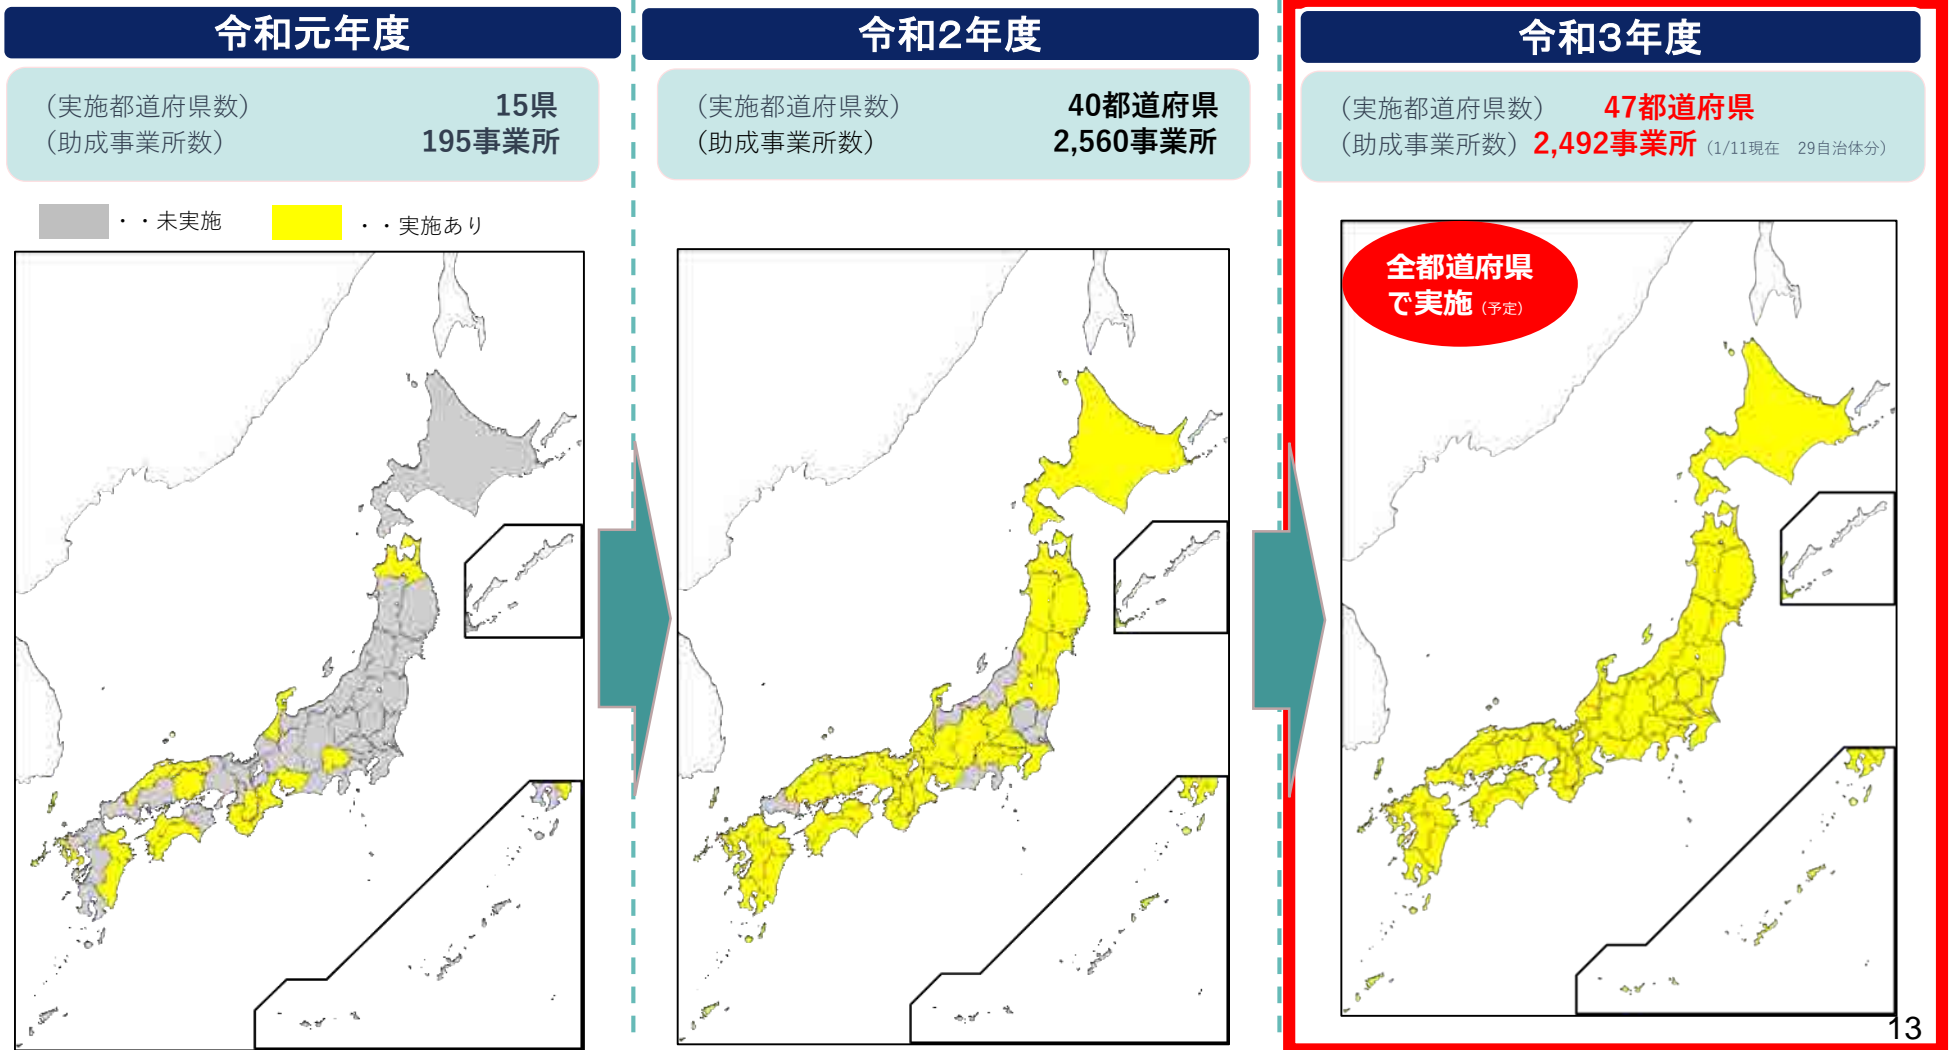 令和元年度
(実施都道府県数) 15県
(助成事業所数) 195事業所
・・未実施 ・・実施あり
令和2年度
(実施都道府県数) 40都道府県
(助成事業所数) 2,560事業所
令和3年度
(実施都道府県数) 47都道府県
(助成事業所数) 2,492事業所 (1/11現在 29自治体分)
全都道府県
で実施 (予定)
13